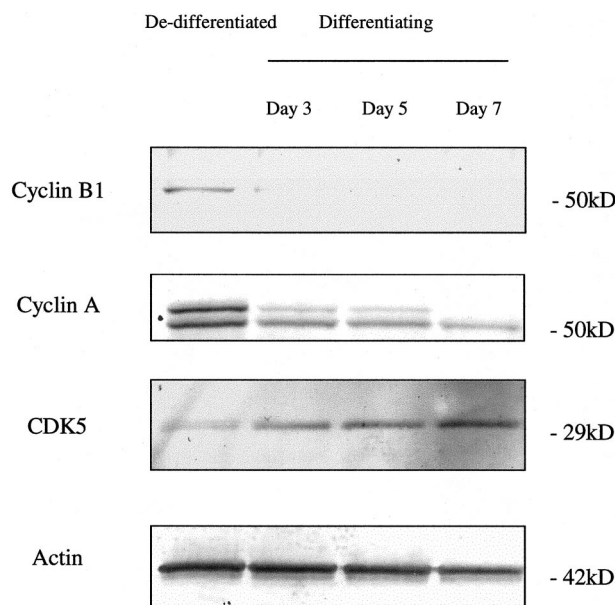 De-differentiated Differentiating
Day 3 Day 5 Day 7
Cyclin B1 - 50kD
Cyclin A - 50kD
CDK5 - 29kD
Actin - 42kD